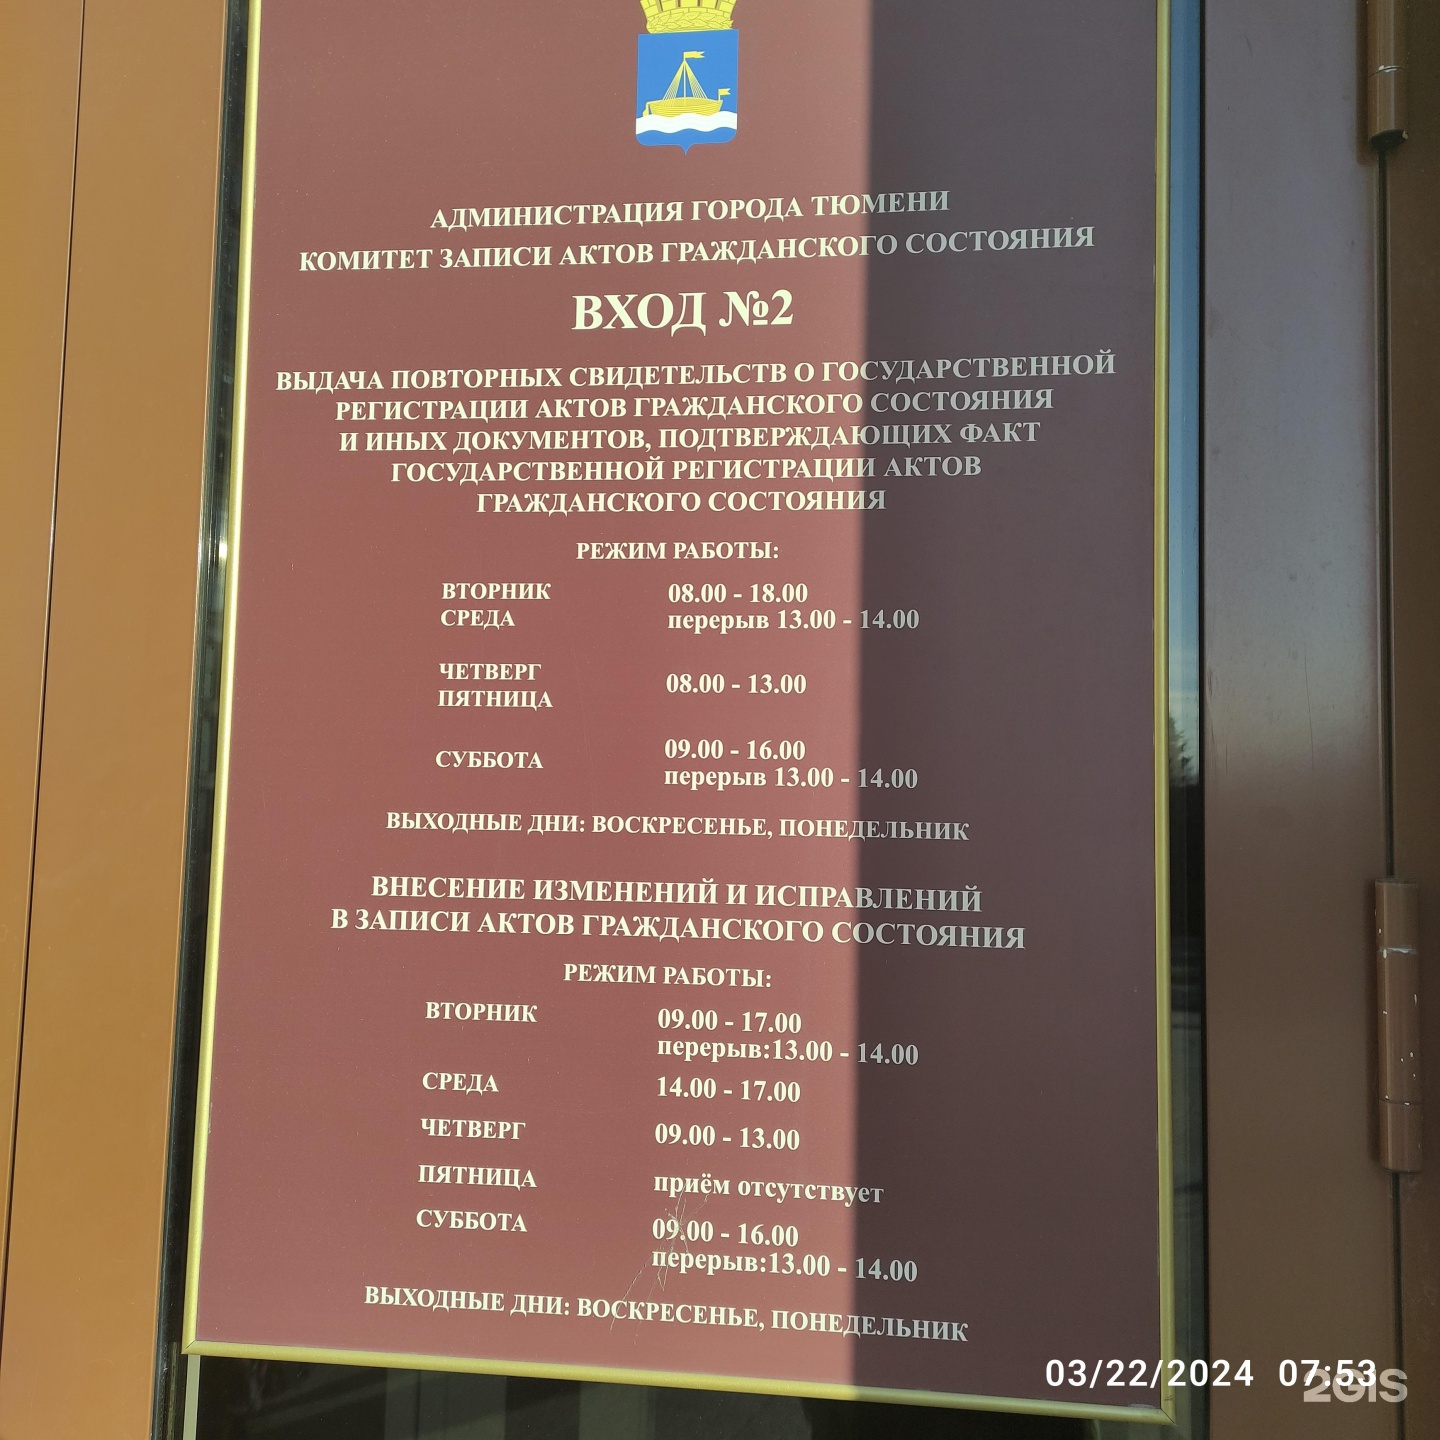 АДМИНИСТРАЦИЯ ГОРОДА ТЮМЕНИ
КОМИТЕТ ЗАПИСИ АКТОВ ГРАЖДАНСКОГО СОСТОЯНИЯ
ВХОД №2
ВЫДАЧА ПОВТОРНЫХ СВИДЕТЕЛЬСТВ О ГОСУДАРСТВЕННОЙ
РЕГИСТРАЦИИ АКТОВ ГРАЖДАНСКОГО СОСТОЯНИЯ
И ИНЫХ ДОКУМЕНТОВ, ПОДТВЕРЖДАЮЩИХ ФАКТ
ГОСУДАРСТВЕННОЙ РЕГИСТРАЦИИ АКТОВ
ГРАЖДАНСКОГО СОСТОЯНИЯ
РЕЖИМ РАБОТЫ:
ВТОРНИК 08.00 - 18.00
СРЕДА перерыв 13.00 - 14.00
ЧЕТВЕРГ
ПЯТНИЦА 08.00 - 13.00
СУББОТА 09.00 - 16.00
перерыв 13.00 - 14.00
ВЫХОДНЫЕ ДНИ: ВОСКРЕСЕНЬЕ, ПОНЕДЕЛЬНИК
ВНЕСЕНИЕ ИЗМЕНЕНИЙ И ИСПРАВЛЕНИЙ
В ЗАПИСИ АКТОВ ГРАЖДАНСКОГО СОСТОЯНИЯ
РЕЖИМ РАБОТЫ:
ВТОРНИК 09.00 - 17.00
перерыв:13.00 - 14.00
СРЕДА 14.00 - 17.00
ЧЕТВЕРГ 09.00 - 13.00
ПЯТНИЦА приём отсутствует
СУББОТА 09.00 - 16.00
перерыв:13.00 - 14.00
ВЫХОДНЫЕ ДНИ: ВОСКРЕСЕНЬЕ, ПОНЕДЕЛЬНИК
03/22/2024 07:53
2GIS